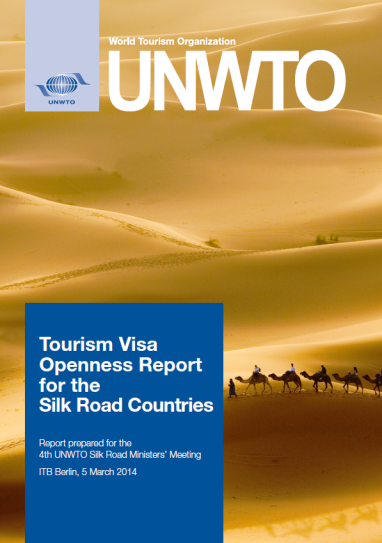 World Tourism Organization
UNWTO
UNWTO
Tourism Visa
Openness Report
for the
Silk Road Countries
Report prepared for the
4th UNWTO Silk Road Ministers' Meeting
ITB Berlin, 5 March 2014